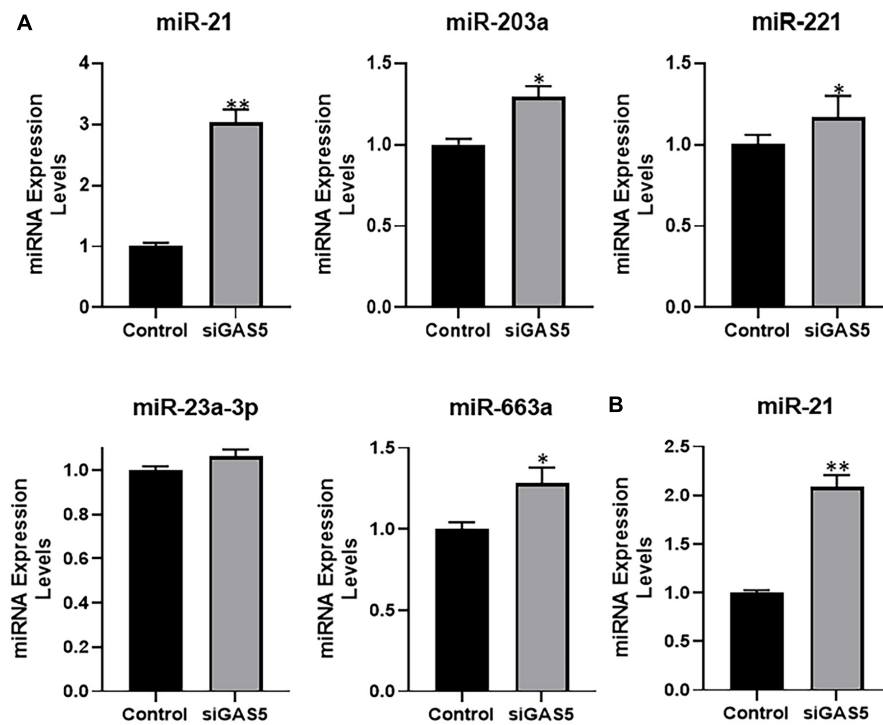 A
miR-21
miRNA Expression
Levels
4
3
2
1
0
**
Control siGAS5
miR-203a
miRNA Expression
Levels
1.5
1.0
0.5
0.0
*
Control siGAS5
miR-221
miRNA Expression
Levels
1.5
1.0
0.5
0.0
*
Control siGAS5
miR-23a-3p
miRNA Expression
Levels
1.0
0.8
0.6
0.4
0.2
0.0
Control siGAS5
miR-663a
miRNA Expression
Levels
1.5
1.0
0.5
0.0
*
Control siGAS5
B
miR-21
miRNA Expression
Levels
2.5
2.0
1.5
1.0
0.5
0.0
**
Control siGAS5